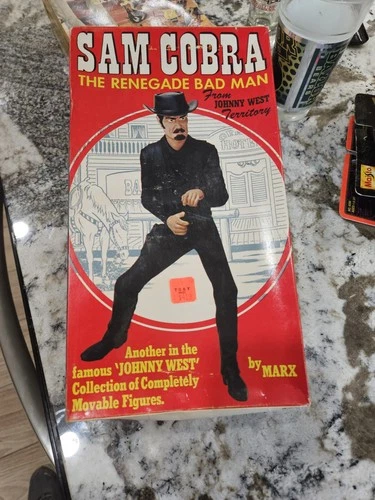 SAM COBRA
THE RENEGADE BAD MAN
From
JOHNNY WEST
Territory
Another in the
famous 'JOHNNY WEST'
Collection of Completely
Movable Figures.
by MARX
Maisto